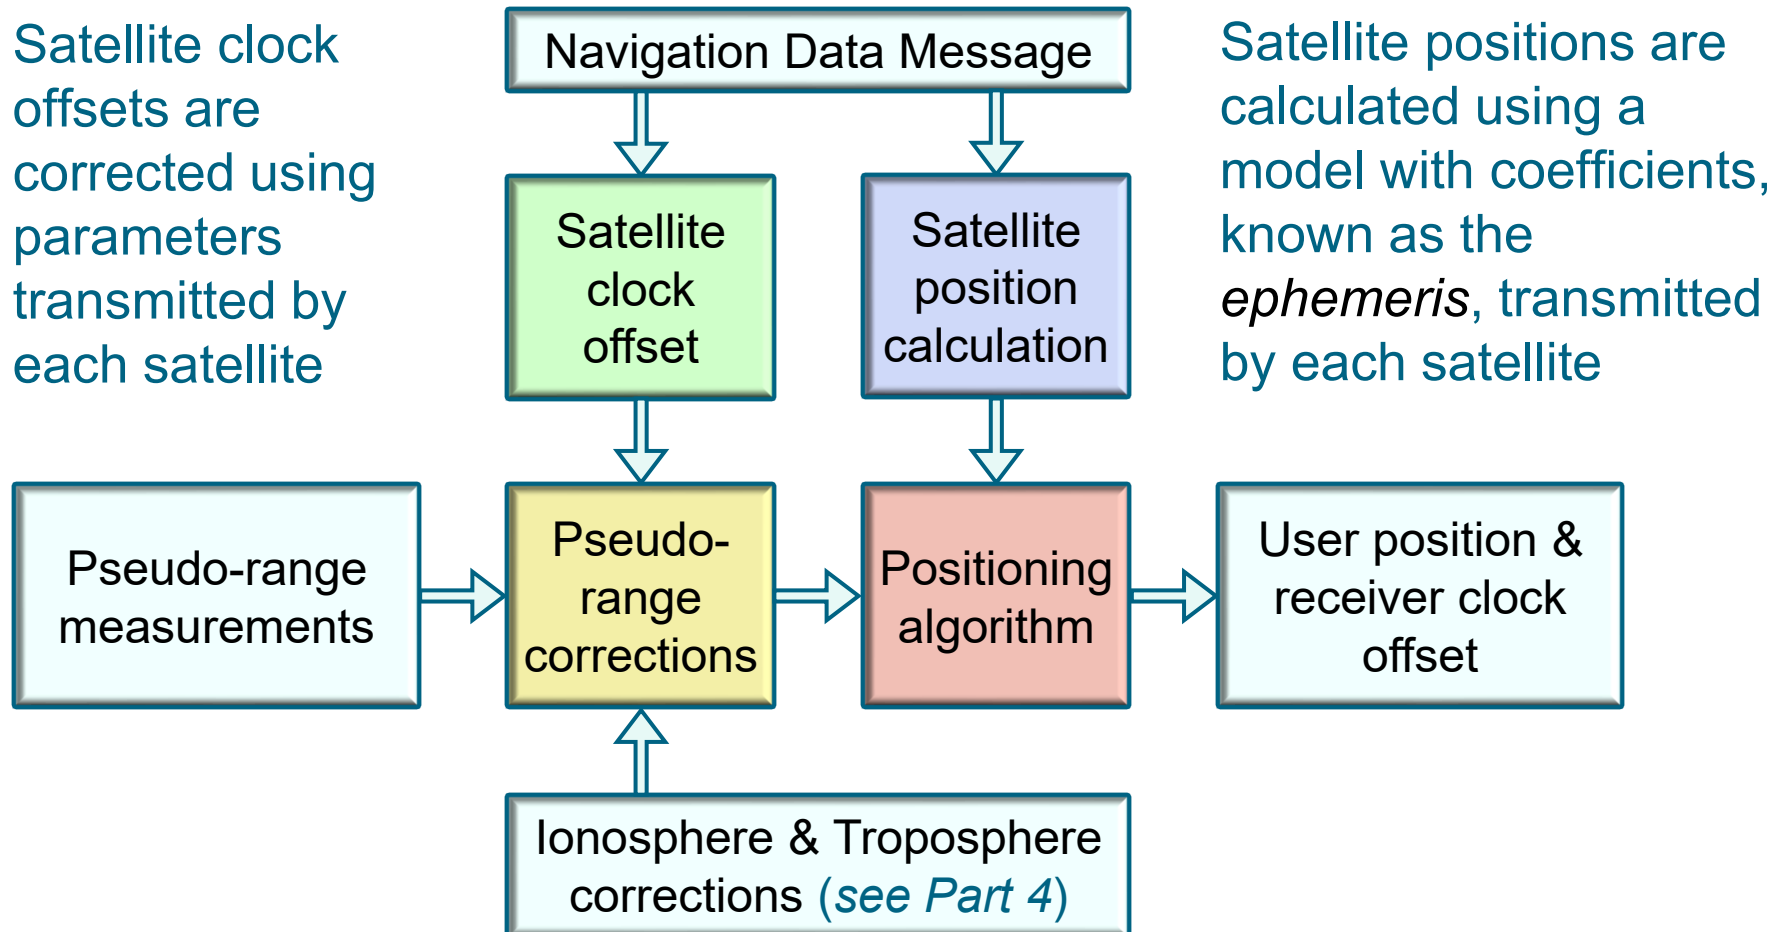 Satellite clock
offsets are
corrected using
parameters
transmitted by
each satellite
Navigation Data Message
Satellite positions are
calculated using a
model with coefficients,
known as the
ephemeris, transmitted
by each satellite
Satellite
clock
offset
Satellite
position
calculation
Pseudo-range
measurements
Pseudo-
range
corrections
Positioning
algorithm
User position &
receiver clock
offset
Ionosphere & Troposphere
corrections (see Part 4)